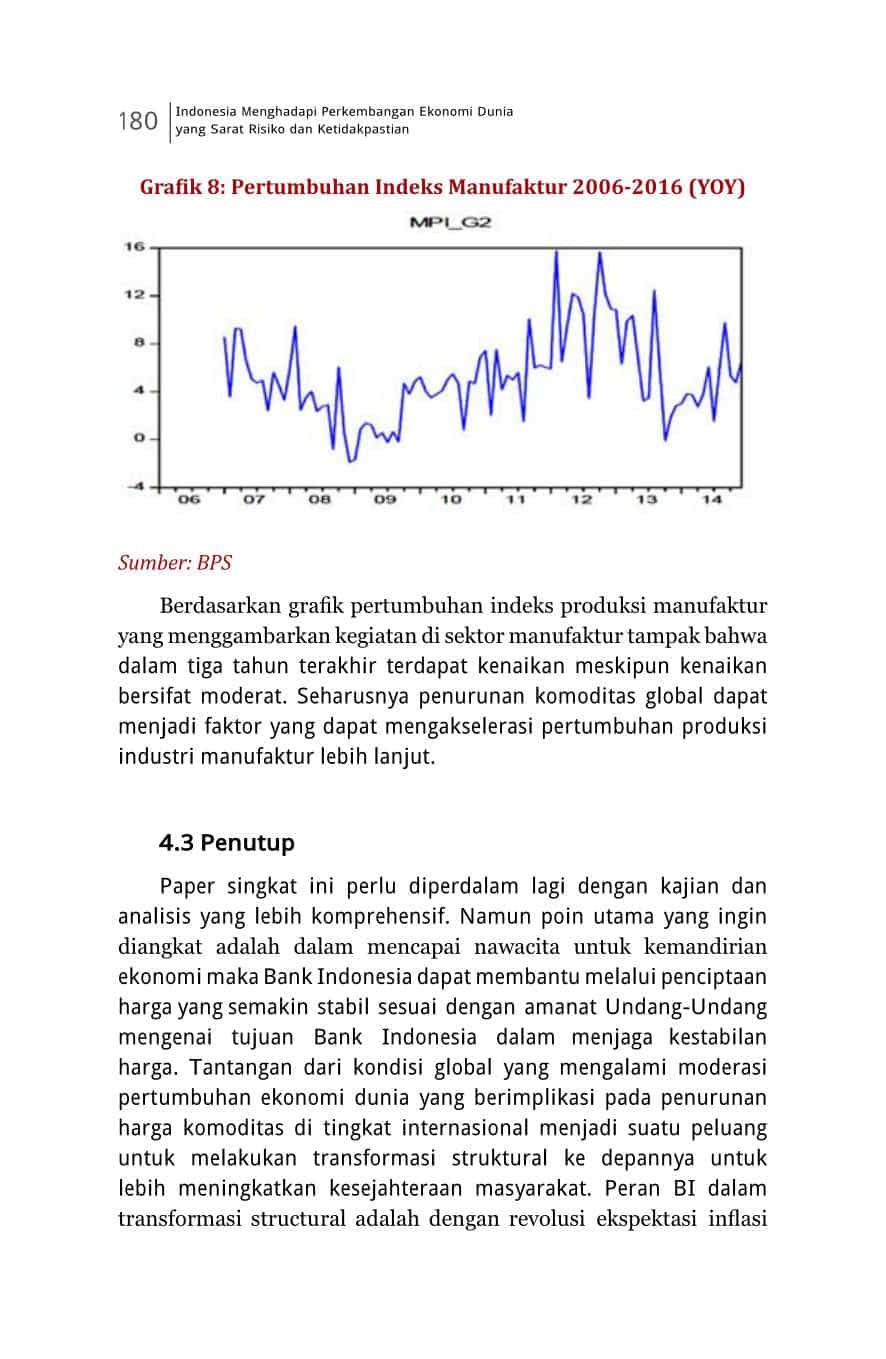 180
Indonesia Menghadapi Perkembangan Ekonomi Dunia
yang Sarat Risiko dan Ketidakpastian
Grafik 8: Pertumbuhan Indeks Manufaktur 2006-2016 (YOY)
MPI_G2
16
12
8
4
0
-4
06 07 08 09 10 11 12 13 14
Sumber: BPS
Berdasarkan grafik pertumbuhan indeks produksi manufaktur
yang menggambarkan kegiatan di sektor manufaktur tampak bahwa
dalam tiga tahun terakhir terdapat kenaikan meskipun kenaikan
bersifat moderat. Seharusnya penurunan komoditas global dapat
menjadi faktor yang dapat mengakselerasi pertumbuhan produksi
industri manufaktur lebih lanjut.
4.3 Penutup
Paper singkat ini perlu diperdalam lagi dengan kajian dan
analisis yang lebih komprehensif. Namun poin utama yang ingin
diangkat adalah dalam mencapai nawacita untuk kemandirian
ekonomi maka Bank Indonesia dapat membantu melalui penciptaan
harga yang semakin stabil sesuai dengan amanat Undang-Undang
mengenai tujuan Bank Indonesia dalam menjaga kestabilan
harga. Tantangan dari kondisi global yang mengalami moderasi
pertumbuhan ekonomi dunia yang berimplikasi pada penurunan
harga komoditas di tingkat internasional menjadi suatu peluang
untuk melakukan transformasi struktural ke depannya untuk
lebih meningkatkan kesejahteraan masyarakat. Peran BI dalam
transformasi structural adalah dengan revolusi ekspektasi inflasi